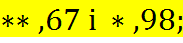 ** ,67 i * ,98;